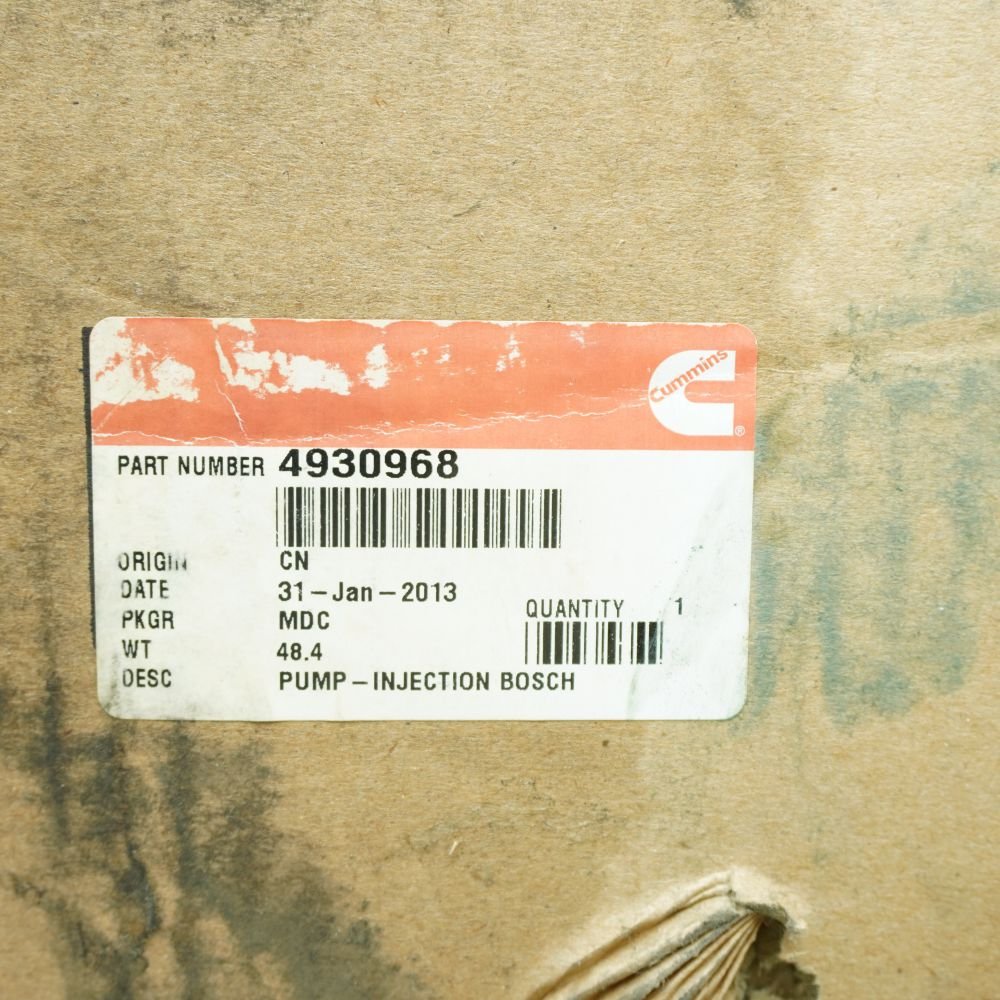 Cummins
®
PART NUMBER 4930968
ORIGIN CN
DATE 31-Jan-2013
PKGR MDC
QUANTITY 1
WT 48.4
DESC PUMP-INJECTION BOSCH